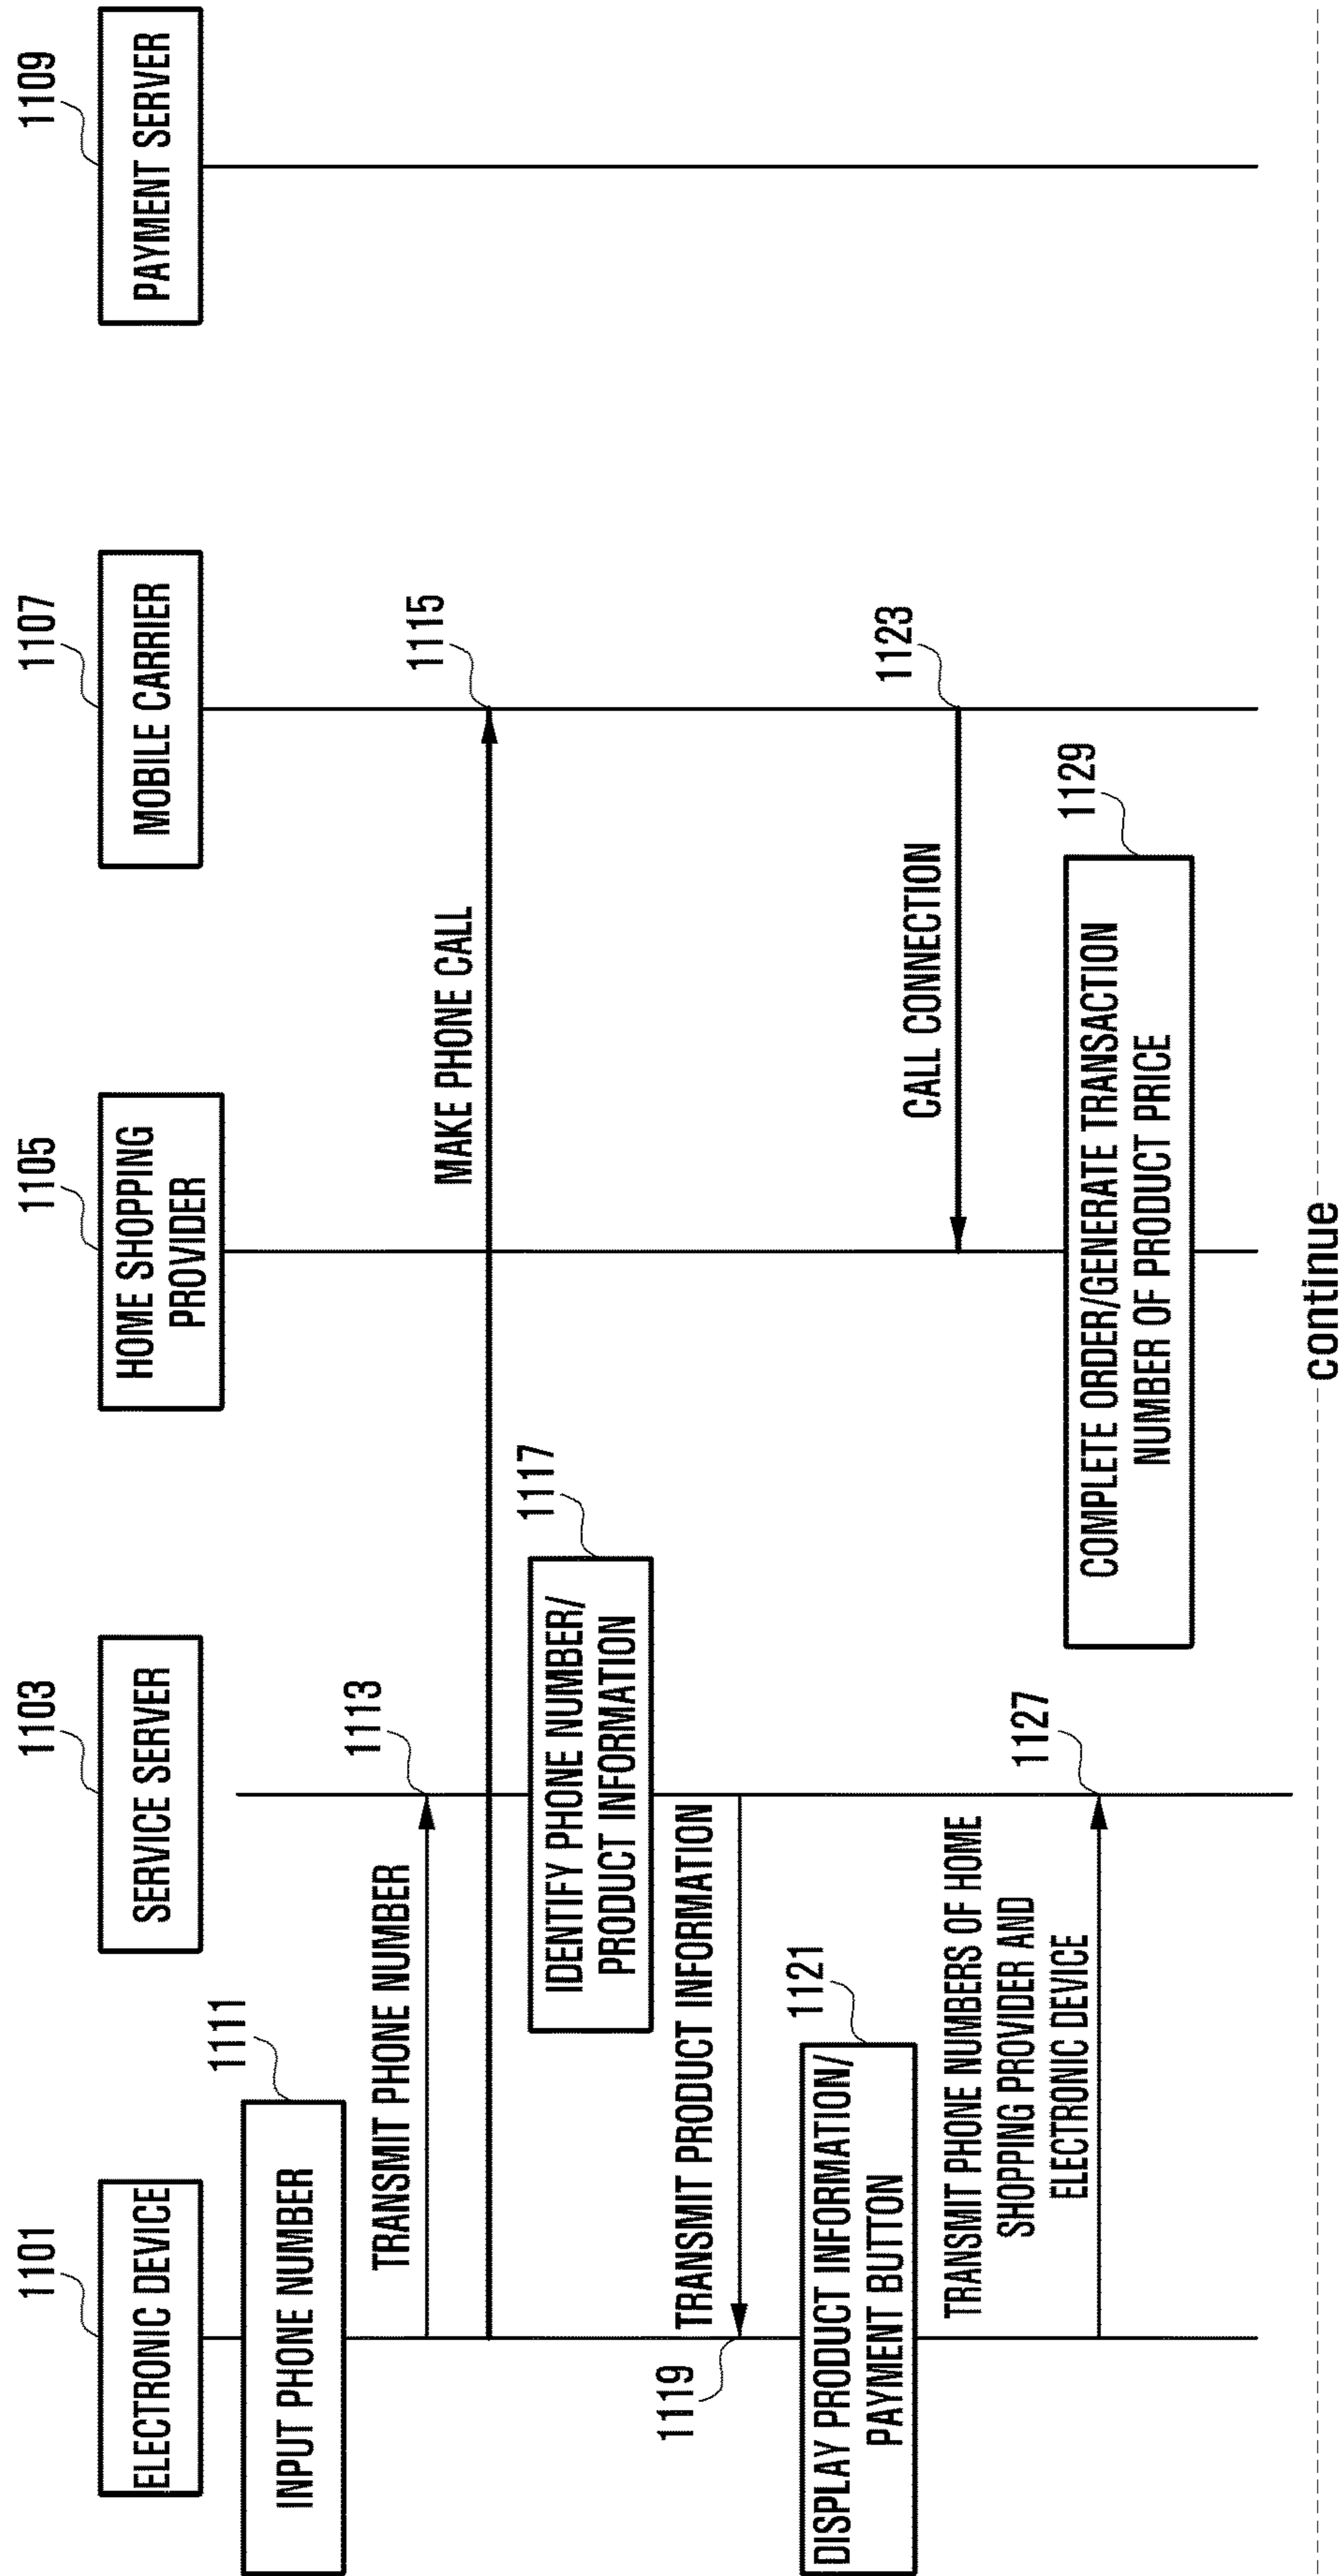 1101
ELECTRONIC DEVICE
1103
SERVICE SERVER
1105
HOME SHOPPING
PROVIDER
1107
MOBILE CARRIER
1109
PAYMENT SERVER
1111
INPUT PHONE NUMBER
TRANSMIT PHONE NUMBER
1113
MAKE PHONE CALL
1115
1117
IDENTIFY PHONE NUMBER/
PRODUCT INFORMATION
1119
TRANSMIT PRODUCT INFORMATION
1121
DISPLAY PRODUCT INFORMATION/
PAYMENT BUTTON
CALL CONNECTION
1123
TRANSMIT PHONE NUMBERS OF HOME
SHOPPING PROVIDER AND
ELECTRONIC DEVICE
1127
1129
COMPLETE ORDER/GENERATE TRANSACTION
NUMBER OF PRODUCT PRICE
continue